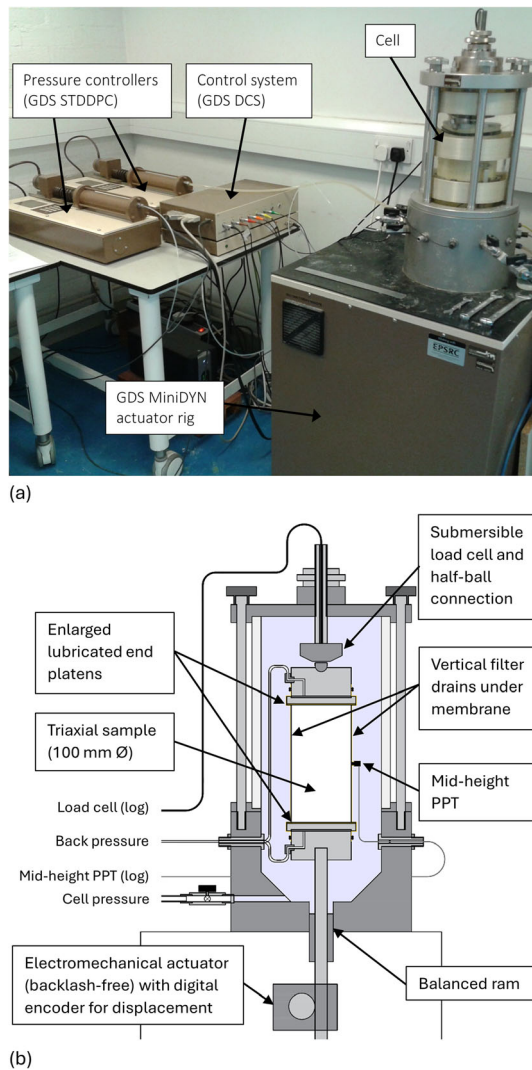 Pressure controllers
(GDS STDDPC)
Control system
(GDS DCS)
Cell
EPSRC
GDS MiniDYN
actuator rig
(a)
Submersible
load cell and
half-ball
connection
Enlarged
lubricated end
platens
Vertical filter
drains under
membrane
Triaxial sample
(100 mm Ø)
Mid-height
PPT
Load cell (log)
Back pressure
Mid-height PPT (log)
Cell pressure
Electromechanical actuator
(backlash-free) with digital
encoder for displacement
Balanced ram
(b)